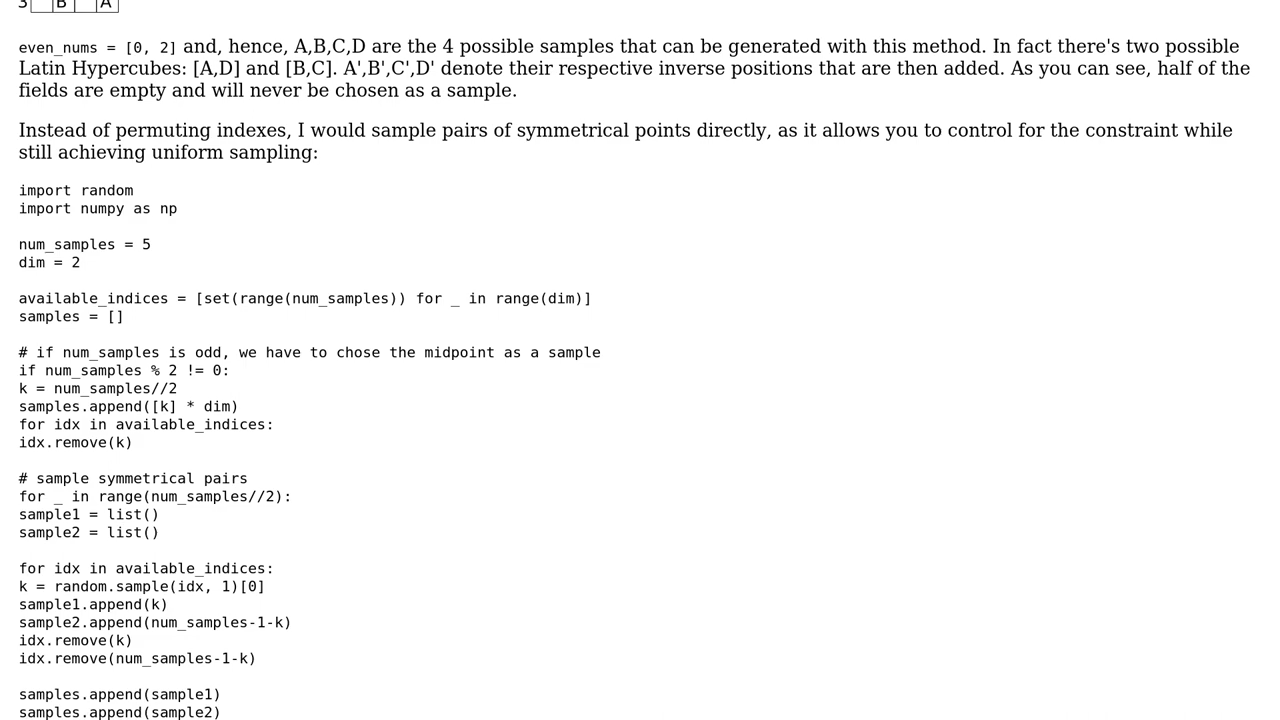 3 B A
even_nums = [0, 2] and, hence, A,B,C,D are the 4 possible samples that can be generated with this method. In fact there's two possible
Latin Hypercubes: [A,D] and [B,C]. A',B',C',D' denote their respective inverse positions that are then added. As you can see, half of the
fields are empty and will never be chosen as a sample.
Instead of permuting indexes, I would sample pairs of symmetrical points directly, as it allows you to control for the constraint while
still achieving uniform sampling:
import random
import numpy as np
num_samples = 5
dim = 2
available_indices = [set(range(num_samples)) for _ in range(dim)]
samples = []
# if num_samples is odd, we have to chose the midpoint as a sample
if num_samples % 2 != 0:
k = num_samples//2
samples.append([k] * dim)
for idx in available_indices:
idx.remove(k)
# sample symmetrical pairs
for _ in range(num_samples//2):
sample1 = list()
sample2 = list()
for idx in available_indices:
k = random.sample(idx, 1)[0]
sample1.append(k)
sample2.append(num_samples-1-k)
idx.remove(k)
idx.remove(num_samples-1-k)
samples.append(sample1)
samples.append(sample2)